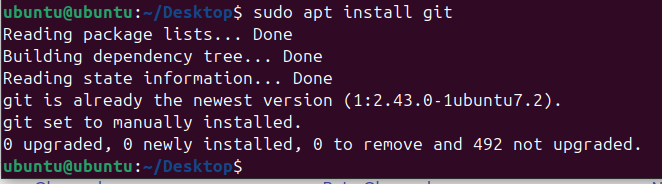 ubuntu@ubuntu:~/Desktop$ sudo apt install git
Reading package lists... Done
Building dependency tree... Done
Reading state information... Done
git is already the newest version (1:2.43.0-1ubuntu7.2).
git set to manually installed.
0 upgraded, 0 newly installed, 0 to remove and 492 not upgraded.
ubuntu@ubuntu:~/Desktop$